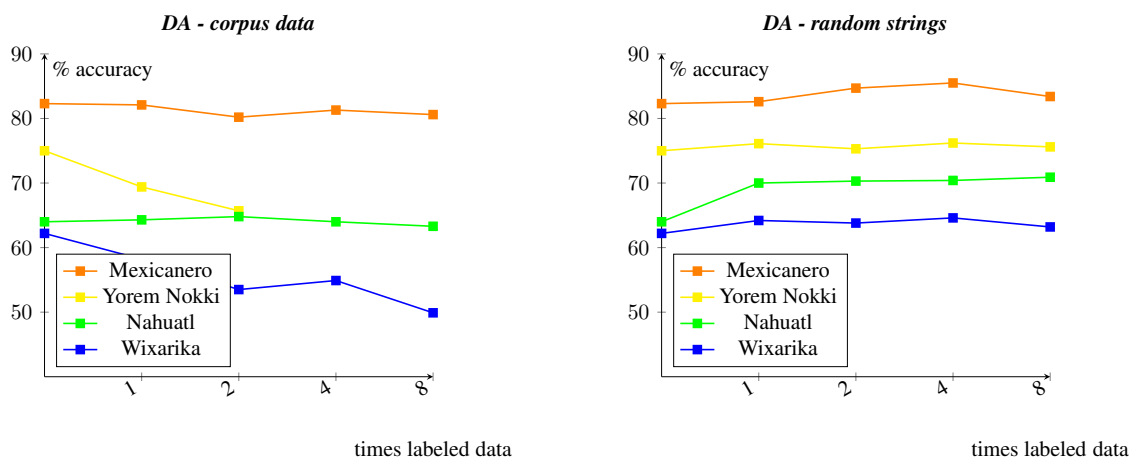 DA - corpus data
90
% accuracy
80
70
60
50
Mexicanero
Yorem Nokki
Nahuatl
Wixarika
1
2
4
8
times labeled data
DA - random strings
90
% accuracy
80
70
60
50
Mexicanero
Yorem Nokki
Nahuatl
Wixarika
1
2
4
8
times labeled data